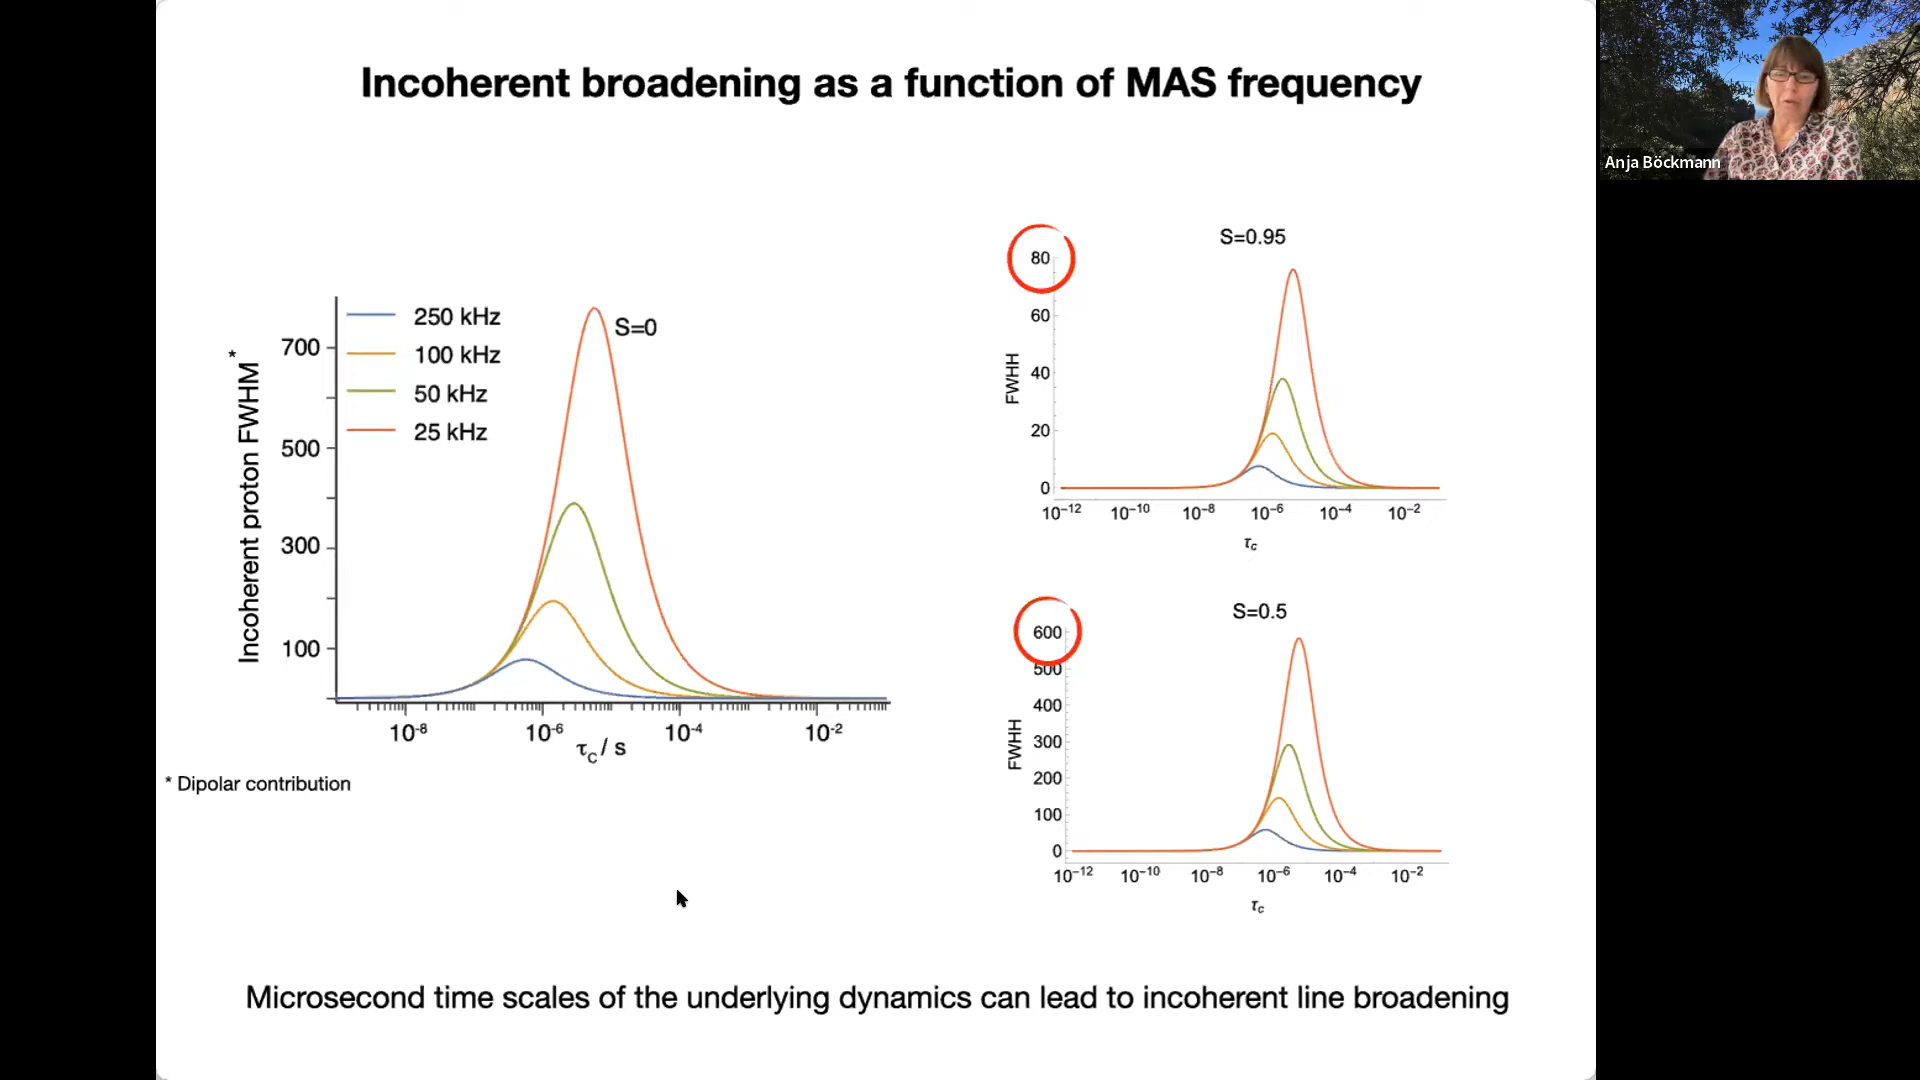 Incoherent broadening as a function of MAS frequency
Anja Böckmann
Incoherent proton FWHM*
700
500
300
100
250 kHz
100 kHz
50 kHz
25 kHz
S=0
10-8
10-6
10-4
10-2
τc / s
* Dipolar contribution
S=0.95
80
60
40
20
0
FWHH
10−12
10−10
10−8
10−6
10−4
10−2
τc
S=0.5
600
500
400
300
200
100
0
FWHH
10−12
10−10
10−8
10−6
10−4
10−2
τc
Microsecond time scales of the underlying dynamics can lead to incoherent line broadening